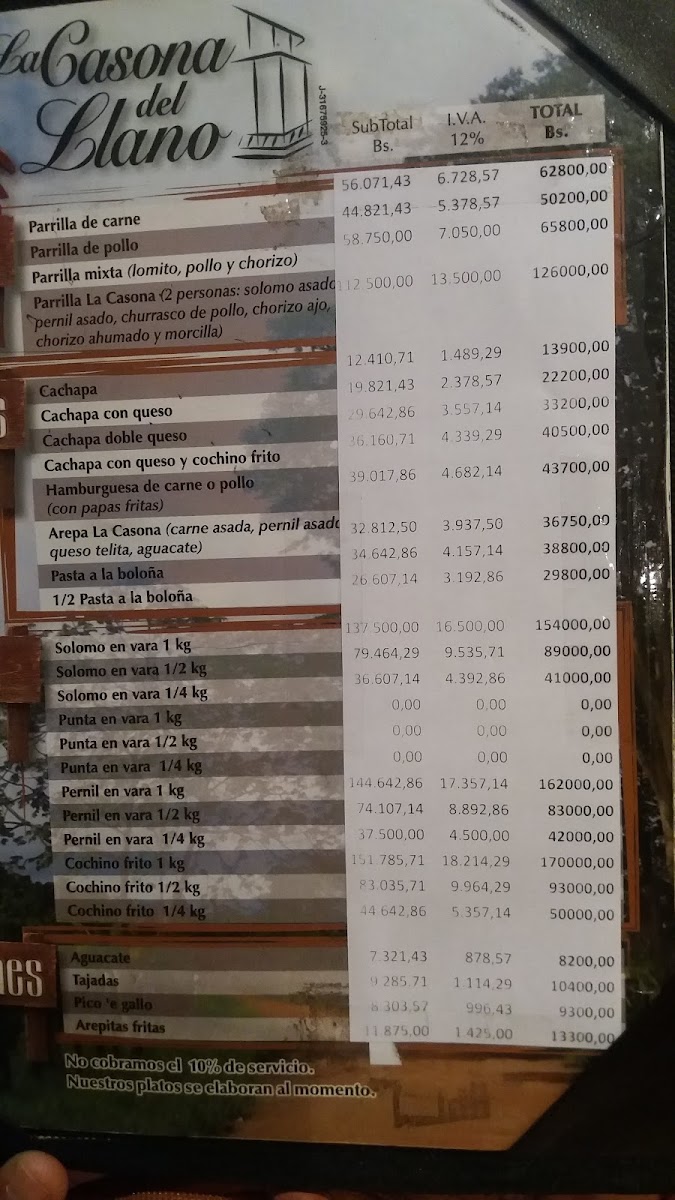 La Casona
del
Llano
J-31675925-3
SubTotal Bs. I.V.A. 12% TOTAL Bs.
Parrilla de carne 56.071,43 6.728,57 62800,00
Parrilla de pollo 44.821,43 5.378,57 50200,00
Parrilla mixta (lomito, pollo y chorizo) 58.750,00 7.050,00 65800,00
Parrilla La Casona (2 personas: solomo asado 112.500,00 13.500,00 126000,00
pernil asado, churrasco de pollo, chorizo ajo,
chorizo ahumado y morcilla)
Cachapa 12.410,71 1.489,29 13900,00
Cachapa con queso 19.821,43 2.378,57 22200,00
Cachapa doble queso 29.642,86 3.557,14 33200,00
Cachapa con queso y cochino frito 36.160,71 4.339,29 40500,00
Hamburguesa de carne o pollo 39.017,86 4.682,14 43700,00
(con papas fritas)
Arepa La Casona (carne asada, pernil asado 32.812,50 3.937,50 36750,00
queso telita, aguacate)
Pasta a la boloña 34.642,86 4.157,14 38800,00
1/2 Pasta a la boloña 26.607,14 3.192,86 29800,00
Solomo en vara 1 kg 137.500,00 16.500,00 154000,00
Solomo en vara 1/2 kg 79.464,29 9.535,71 89000,00
Solomo en vara 1/4 kg 36.607,14 4.392,86 41000,00
Punta en vara 1 kg 0,00 0,00 0,00
Punta en vara 1/2 kg 0,00 0,00 0,00
Punta en vara 1/4 kg 0,00 0,00 0,00
Pernil en vara 1 kg 144.642,86 17.357,14 162000,00
Pernil en vara 1/2 kg 74.107,14 8.892,86 83000,00
Pernil en vara 1/4 kg 37.500,00 4.500,00 42000,00
Cochino frito 1 kg 151.785,71 18.214,29 170000,00
Cochino frito 1/2 kg 83.035,71 9.964,29 93000,00
Cochino frito 1/4 kg 44.642,86 5.357,14 50000,00
Aguacate 7.321,43 878,57 8200,00
Tajadas 9.285,71 1.114,29 10400,00
Pico 'e gallo 8.303,57 996,43 9300,00
Arepitas fritas 11.875,00 1.425,00 13300,00
No cobramos el 10% de servicio.
Nuestros platos se elaboran al momento.